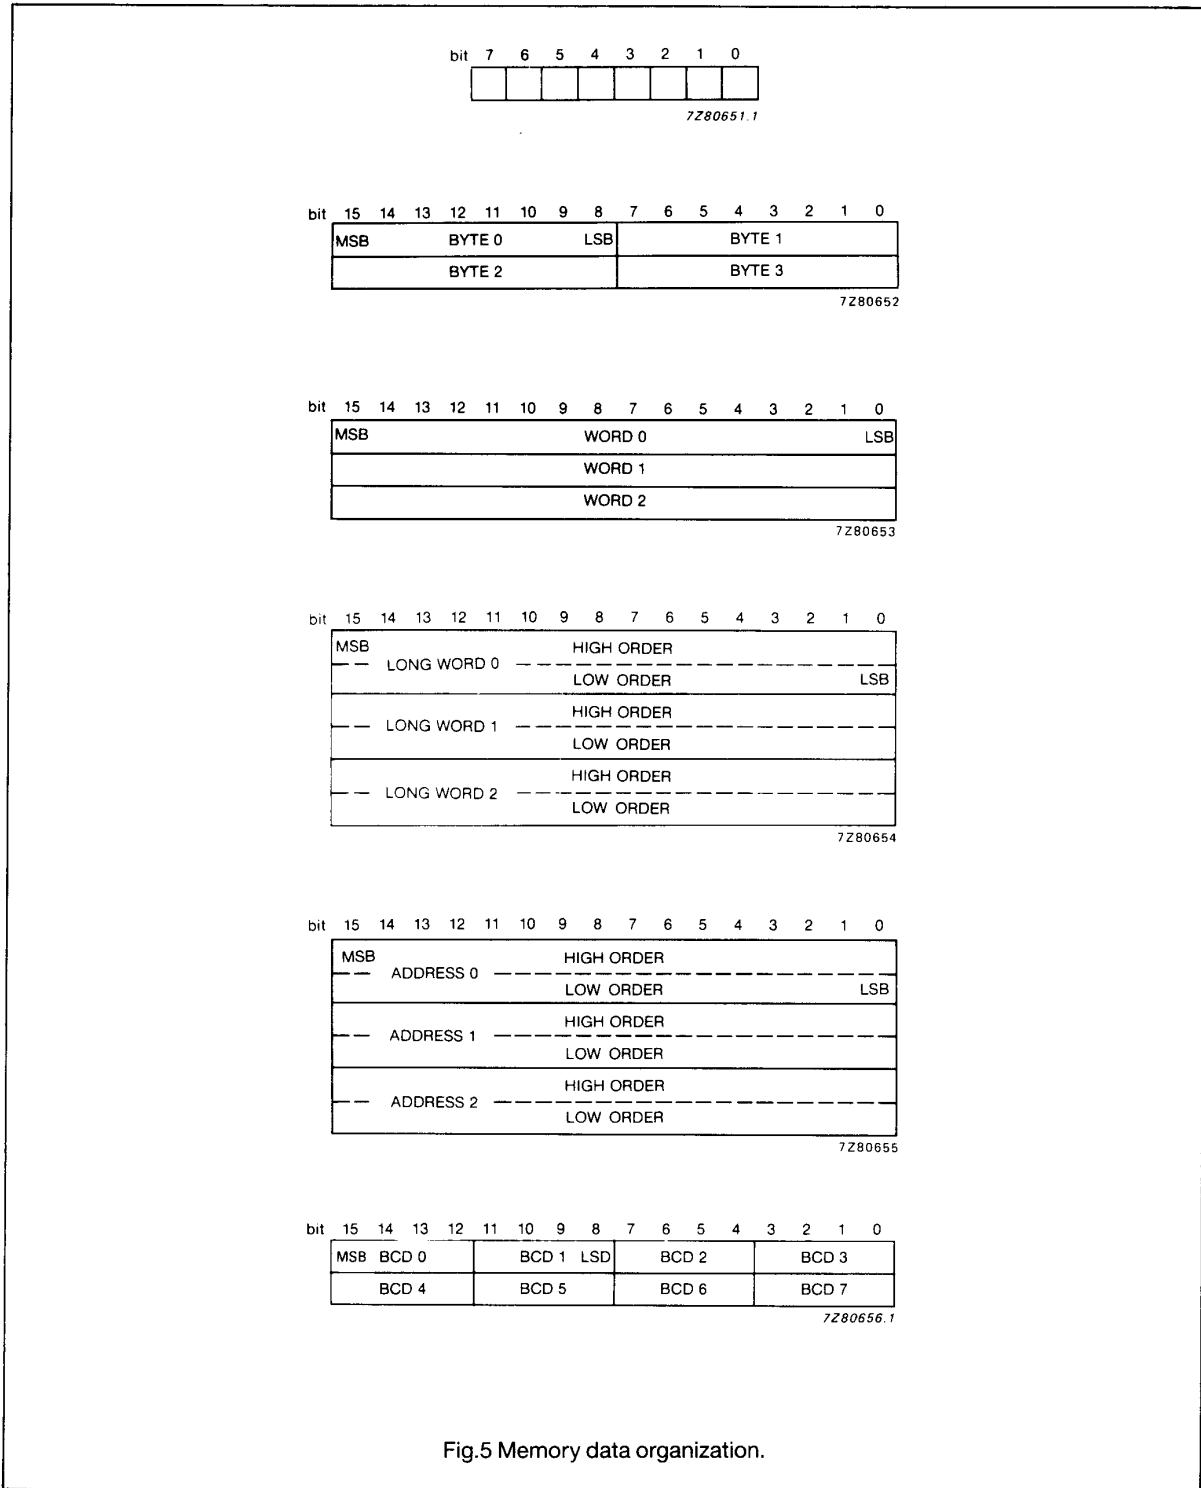 bit 7 6 5 4 3 2 1 0
7Z80651.1
bit 15 14 13 12 11 10 9 8 7 6 5 4 3 2 1 0
MSB BYTE 0 LSB BYTE 1
BYTE 2 BYTE 3
7Z80652
bit 15 14 13 12 11 10 9 8 7 6 5 4 3 2 1 0
MSB WORD 0 LSB
WORD 1
WORD 2
7Z80653
bit 15 14 13 12 11 10 9 8 7 6 5 4 3 2 1 0
MSB HIGH ORDER
LONG WORD 0
LOW ORDER LSB
HIGH ORDER
LONG WORD 1
LOW ORDER
HIGH ORDER
LONG WORD 2
LOW ORDER
7Z80654
bit 15 14 13 12 11 10 9 8 7 6 5 4 3 2 1 0
MSB HIGH ORDER
ADDRESS 0
LOW ORDER LSB
HIGH ORDER
ADDRESS 1
LOW ORDER
HIGH ORDER
ADDRESS 2
LOW ORDER
7Z80655
bit 15 14 13 12 11 10 9 8 7 6 5 4 3 2 1 0
MSB BCD 0 BCD 1 LSD BCD 2 BCD 3
BCD 4 BCD 5 BCD 6 BCD 7
7Z80656.1
Fig.5 Memory data organization.